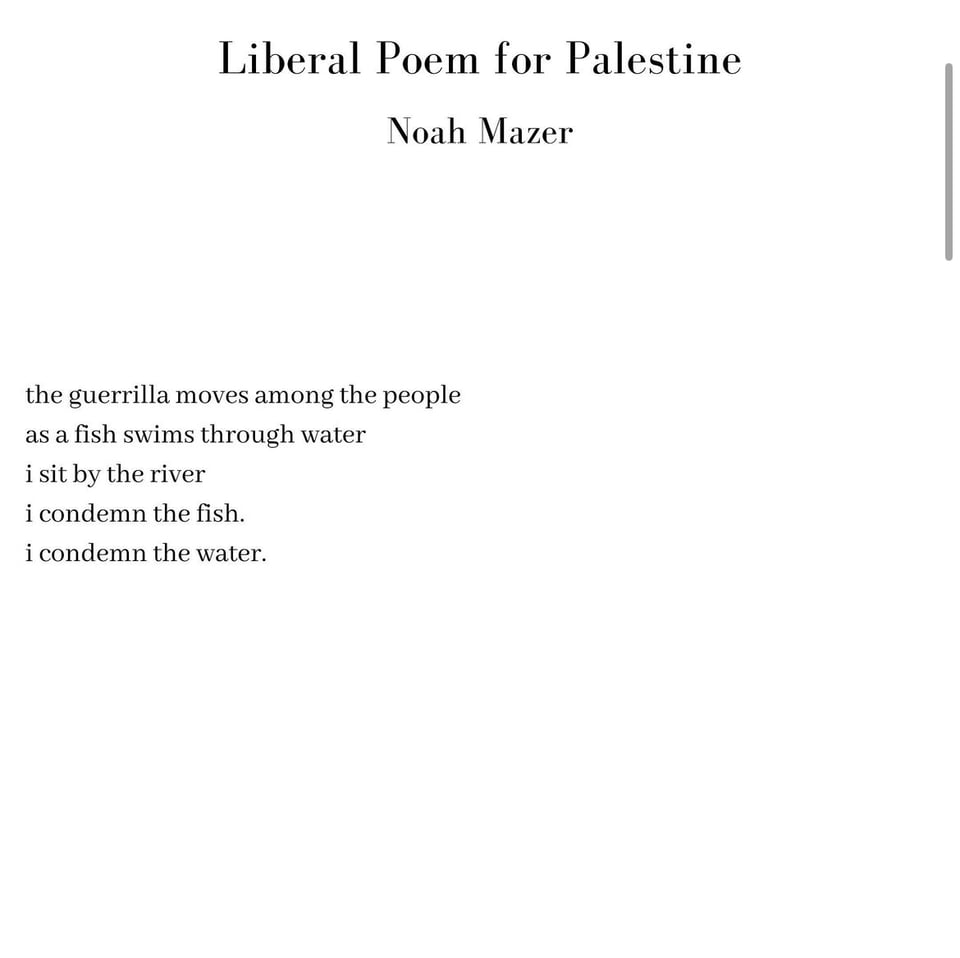 Liberal Poem for Palestine
Noah Mazer
the guerrilla moves among the people
as a fish swims through water
i sit by the river
i condemn the fish.
i condemn the water.